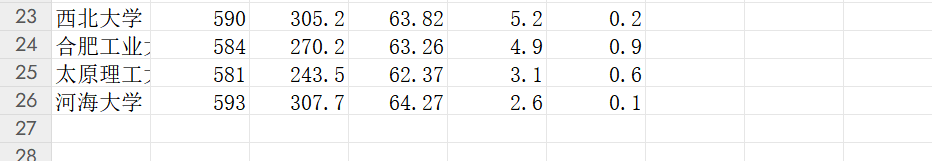 23 西北大学 590 305.2 63.82 5.2 0.2
24 合肥工业 584 270.2 63.26 4.9 0.9
25 太原理工 581 243.5 62.37 3.1 0.6
26 河海大学 593 307.7 64.27 2.6 0.1
27
28